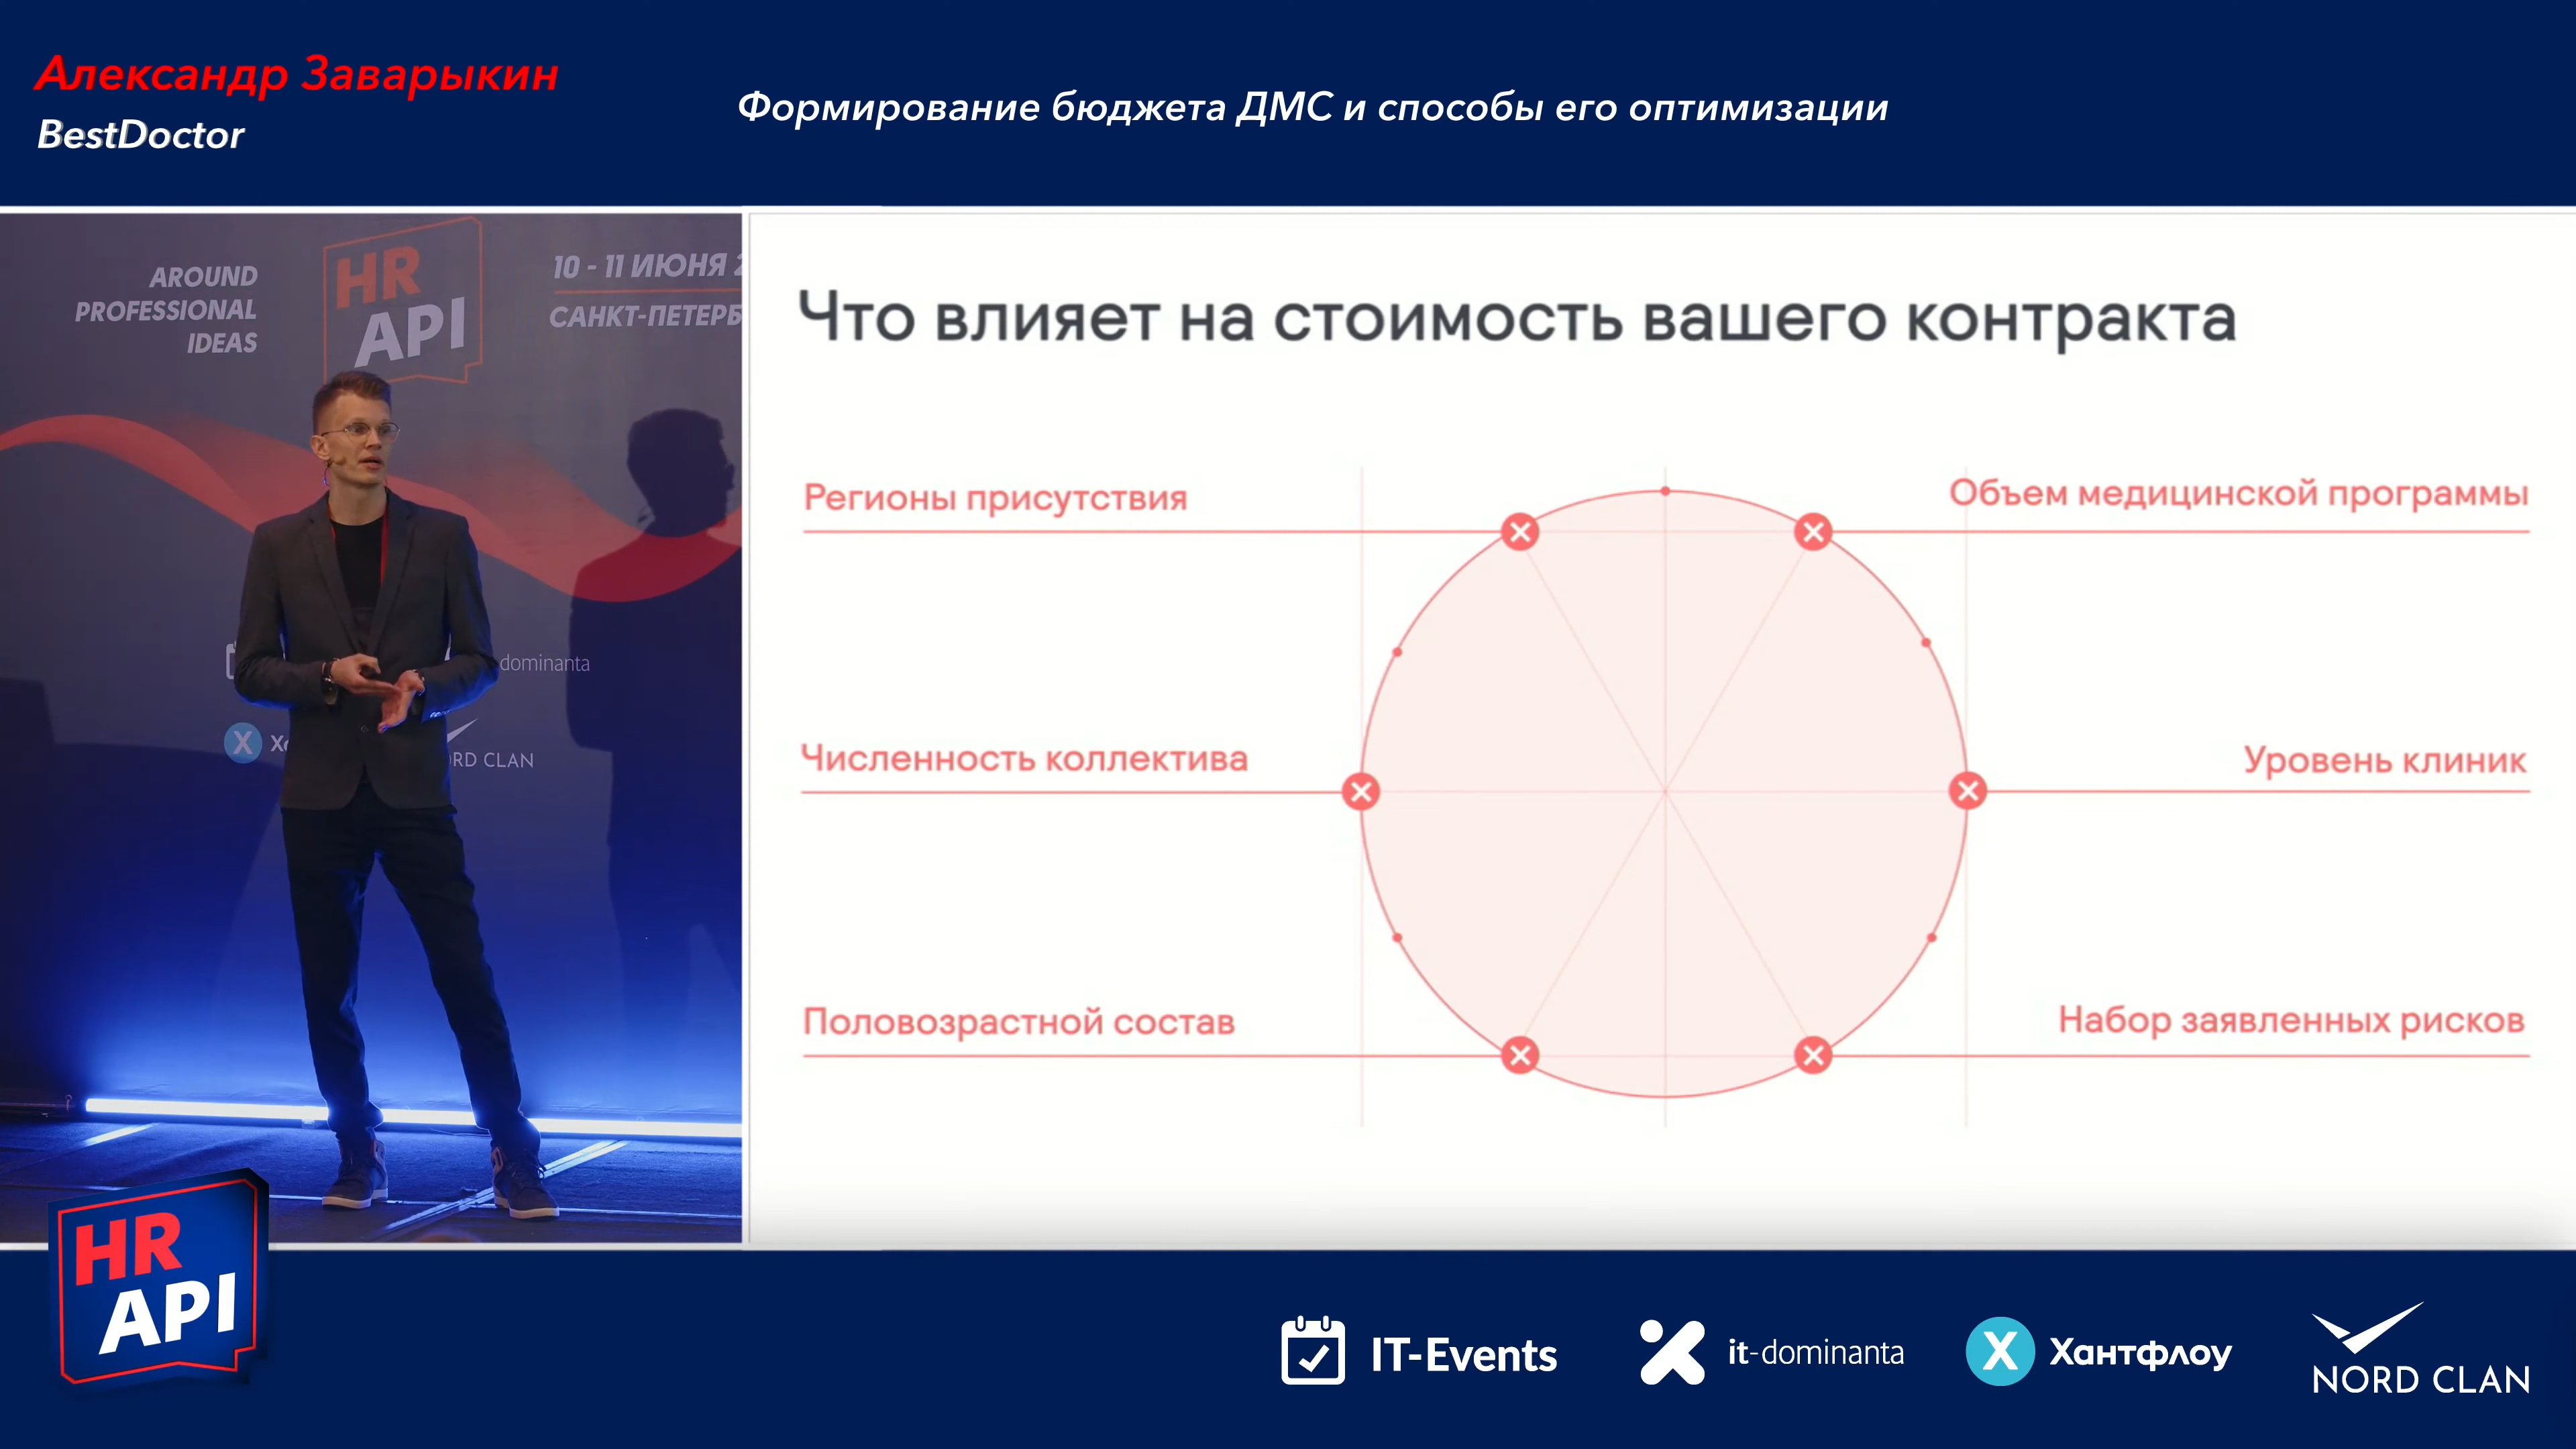 Александр Заварыкин
BestDoctor
Формирование бюджета ДМС и способы его оптимизации
AROUND
PROFESSIONAL
IDEAS
HR
API
10 - 11 ИЮНЯ
САНКТ-ПЕТЕРБ
dominanta
X
NORD CLAN
Что влияет на стоимость вашего контракта
Регионы присутствия
Объем медицинской программы
Численность коллектива
Уровень клиник
Половозрастной состав
Набор заявленных рисков
HR
API
IT-Events
it-dominanta
X Хантфлоу
NORD CLAN